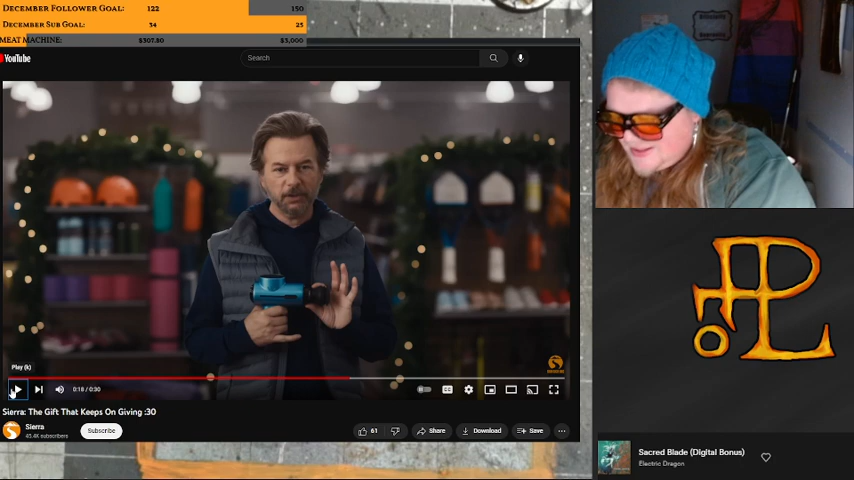 DECEMBER FOLLOWER GOAL: 122 150
DECEMBER SUB GOAL: 34 25
MEAT MACHINE: $307.80 $3,000
YouTube
Search
Play (k)
0:18 / 0:30
Sierra: The Gift That Keeps On Giving :30
Sierra
43.4K subscribers
Subscribe
61
Share
Download
Save
Sacred Blade (Digital Bonus)
Electric Dragon